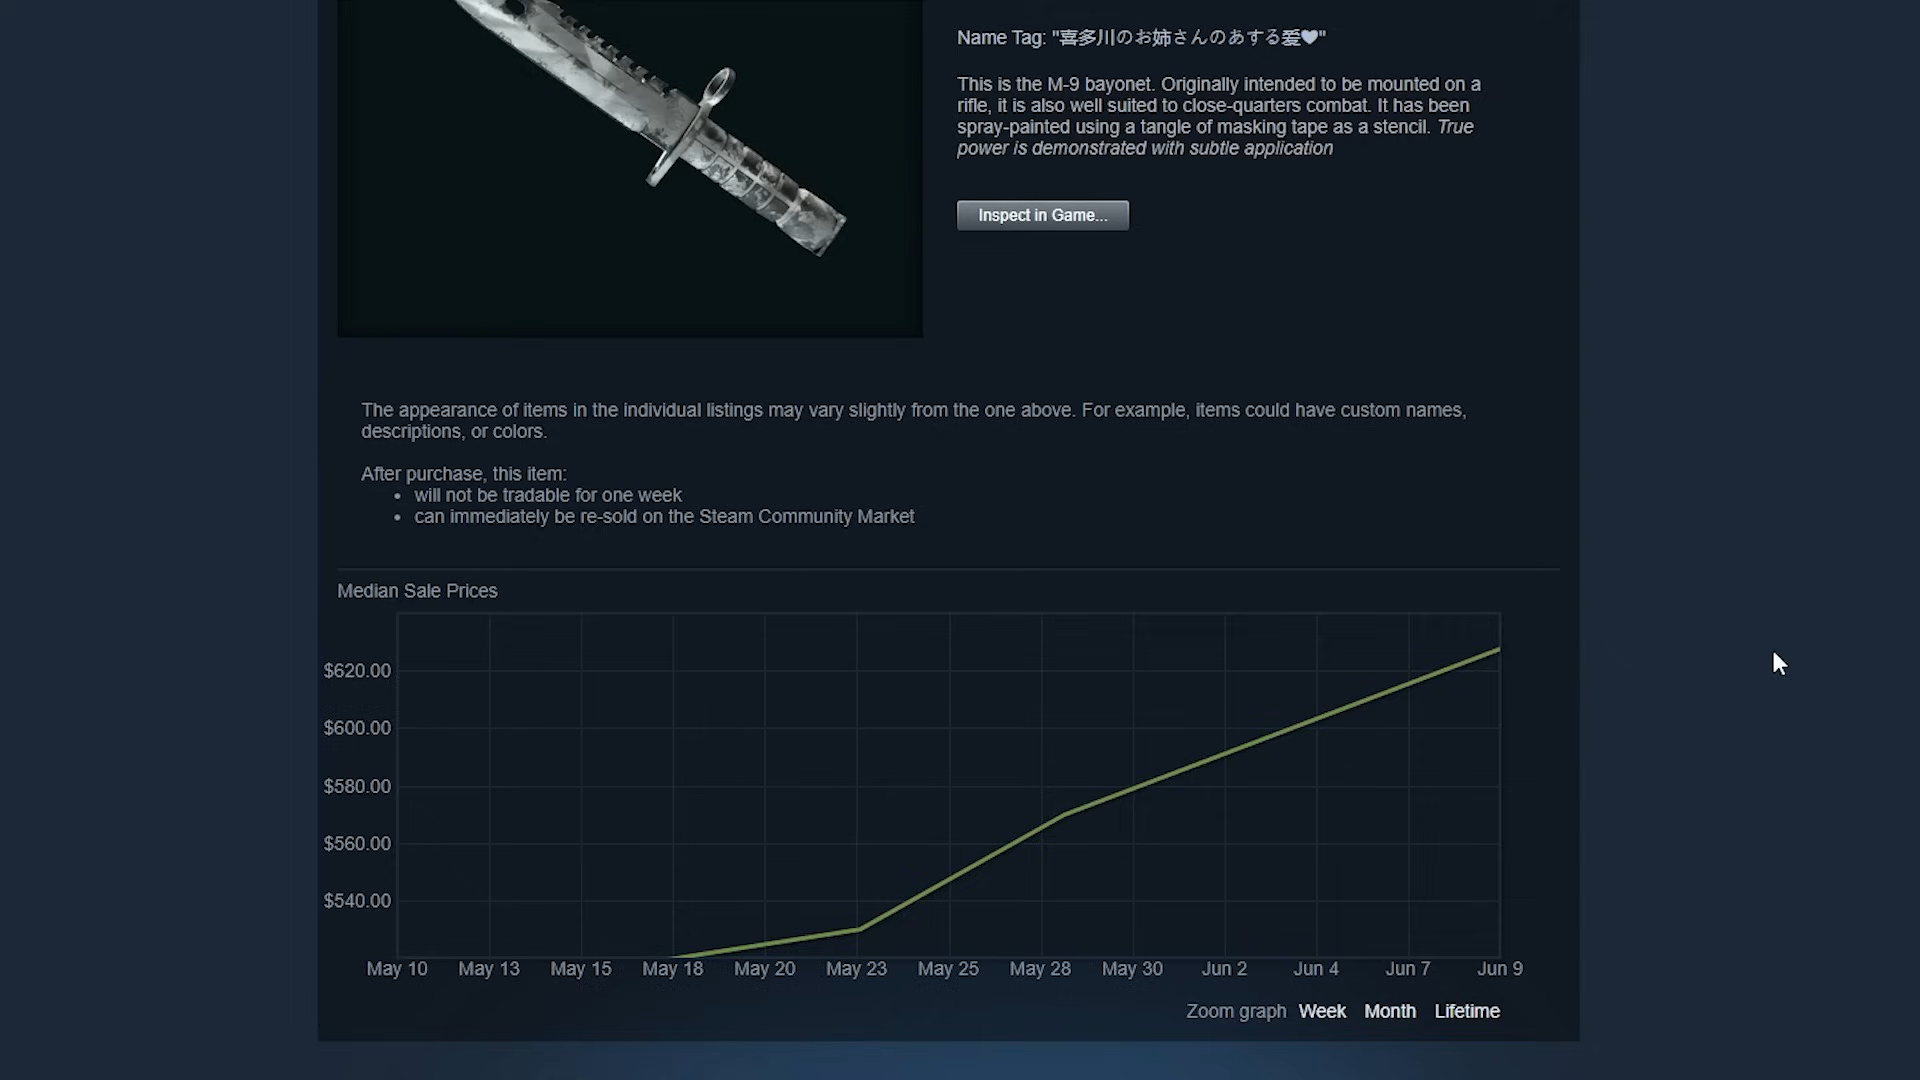 Name Tag: "喜多川のお姉さんのあする爱♥"
This is the M-9 bayonet. Originally intended to be mounted on a
rifle, it is also well suited to close-quarters combat. It has been
spray-painted using a tangle of masking tape as a stencil. True
power is demonstrated with subtle application
Inspect in Game...
The appearance of items in the individual listings may vary slightly from the one above. For example, items could have custom names,
descriptions, or colors.
After purchase, this item:
• will not be tradable for one week
• can immediately be re-sold on the Steam Community Market
Median Sale Prices
$620.00
$600.00
$580.00
$560.00
$540.00
May 10 May 13 May 15 May 18 May 20 May 23 May 25 May 28 May 30 Jun 2 Jun 4 Jun 7 Jun 9
Zoom graph Week Month Lifetime